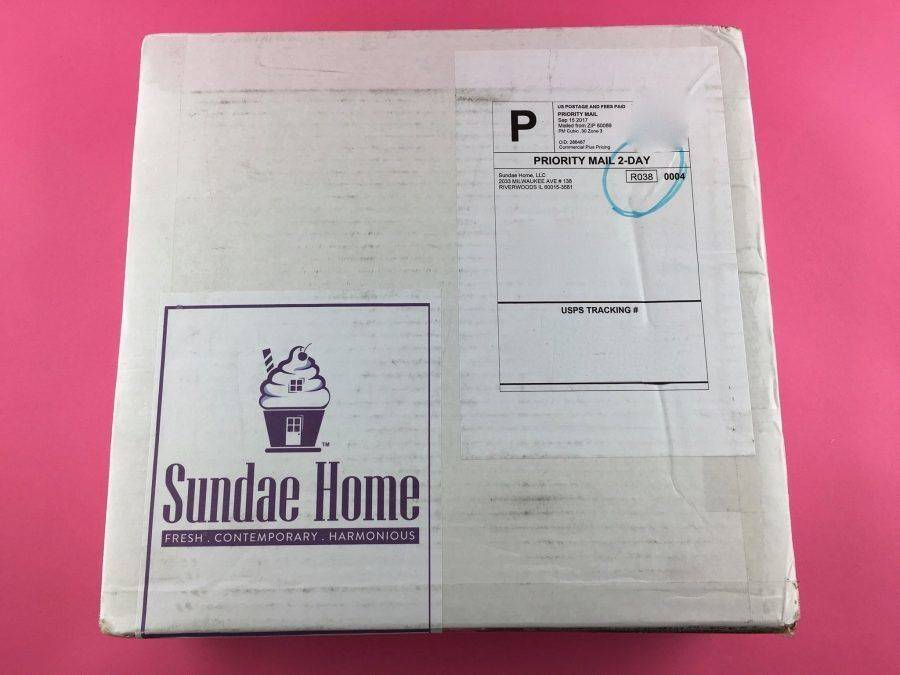 P
US POSTAGE AND FEES PAID
PRIORITY MAIL
Sep 15 2017
Mailed from ZIP 60089
PM Cubic .30 Zone 3
CID: 286467
Commercial Plus Pricing
PRIORITY MAIL 2-DAY
Sundae Home, LLC
2033 MILWAUKEE AVE # 138
RIVERWOODS IL 60015-3581
R038 0004
USPS TRACKING #
TM
Sundae Home
FRESH . CONTEMPORARY . HARMONIOUS